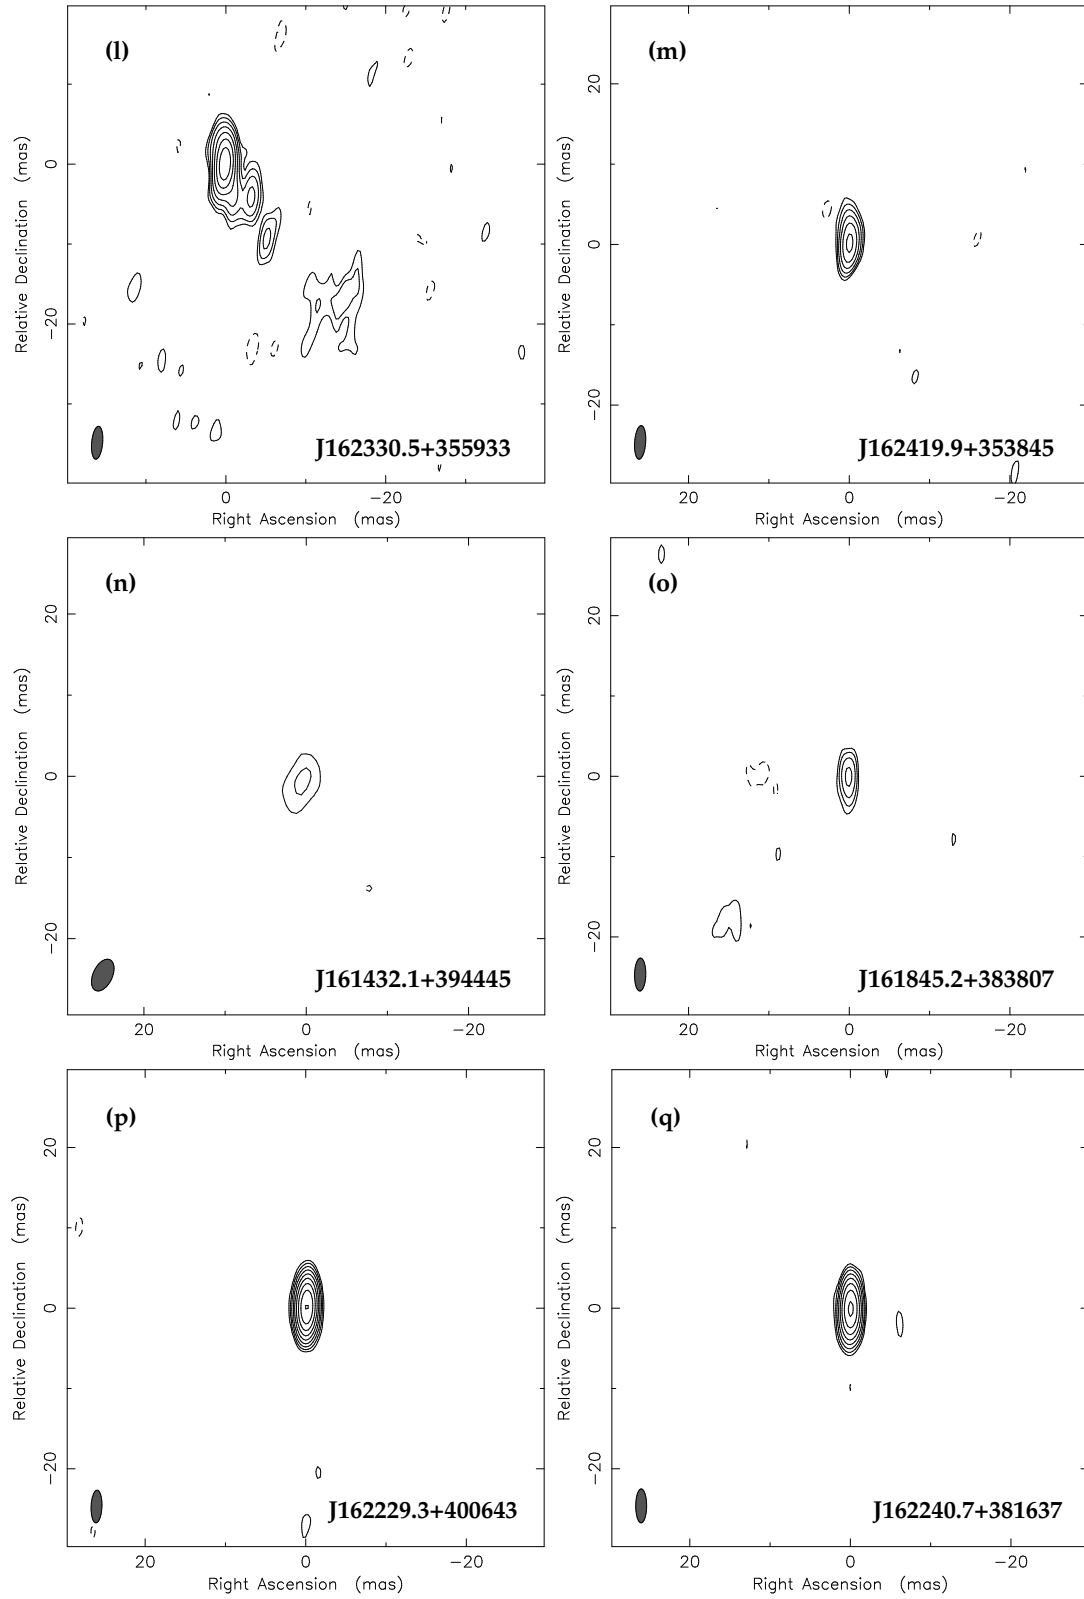 (l)
Relative Declination (mas)
0
−20
J162330.5+355933
0
−20
Right Ascension (mas)
(m)
Relative Declination (mas)
20
0
−20
J162419.9+353845
20
0
−20
Right Ascension (mas)
(n)
Relative Declination (mas)
20
0
−20
J161432.1+394445
20
0
−20
Right Ascension (mas)
(o)
Relative Declination (mas)
20
0
−20
J161845.2+383807
20
0
−20
Right Ascension (mas)
(p)
Relative Declination (mas)
20
0
−20
J162229.3+400643
20
0
−20
Right Ascension (mas)
(q)
Relative Declination (mas)
20
0
−20
J162240.7+381637
20
0
−20
Right Ascension (mas)